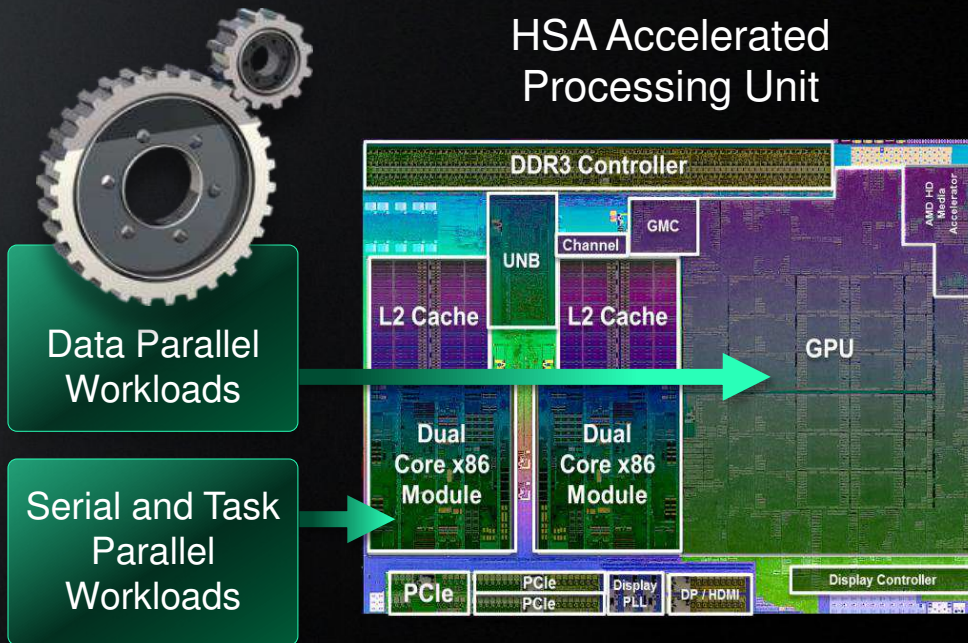 HSA Accelerated
Processing Unit
Data Parallel
Workloads
Serial and Task
Parallel
Workloads
DDR3 Controller
AMD HD
Media
Accelerator
GMC
Channel
UNB
L2 Cache
L2 Cache
GPU
Dual
Core x86
Module
Dual
Core x86
Module
PCIe
PCIe
PCIe
Display
PLL
DP / HDMI
Display Controller